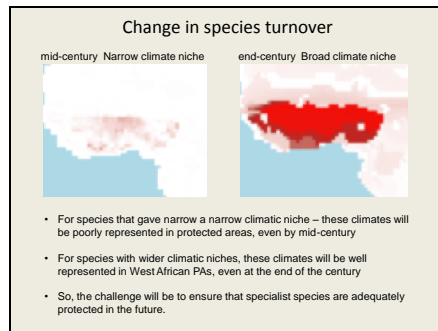 Change in species turnover
mid-century Narrow climate niche
end-century Broad climate niche
• For species that gave narrow a narrow climatic niche – these climates will
be poorly represented in protected areas, even by mid-century
• For species with wider climatic niches, these climates will be well
represented in West African PAs, even at the end of the century
• So, the challenge will be to ensure that specialist species are adequately
protected in the future.